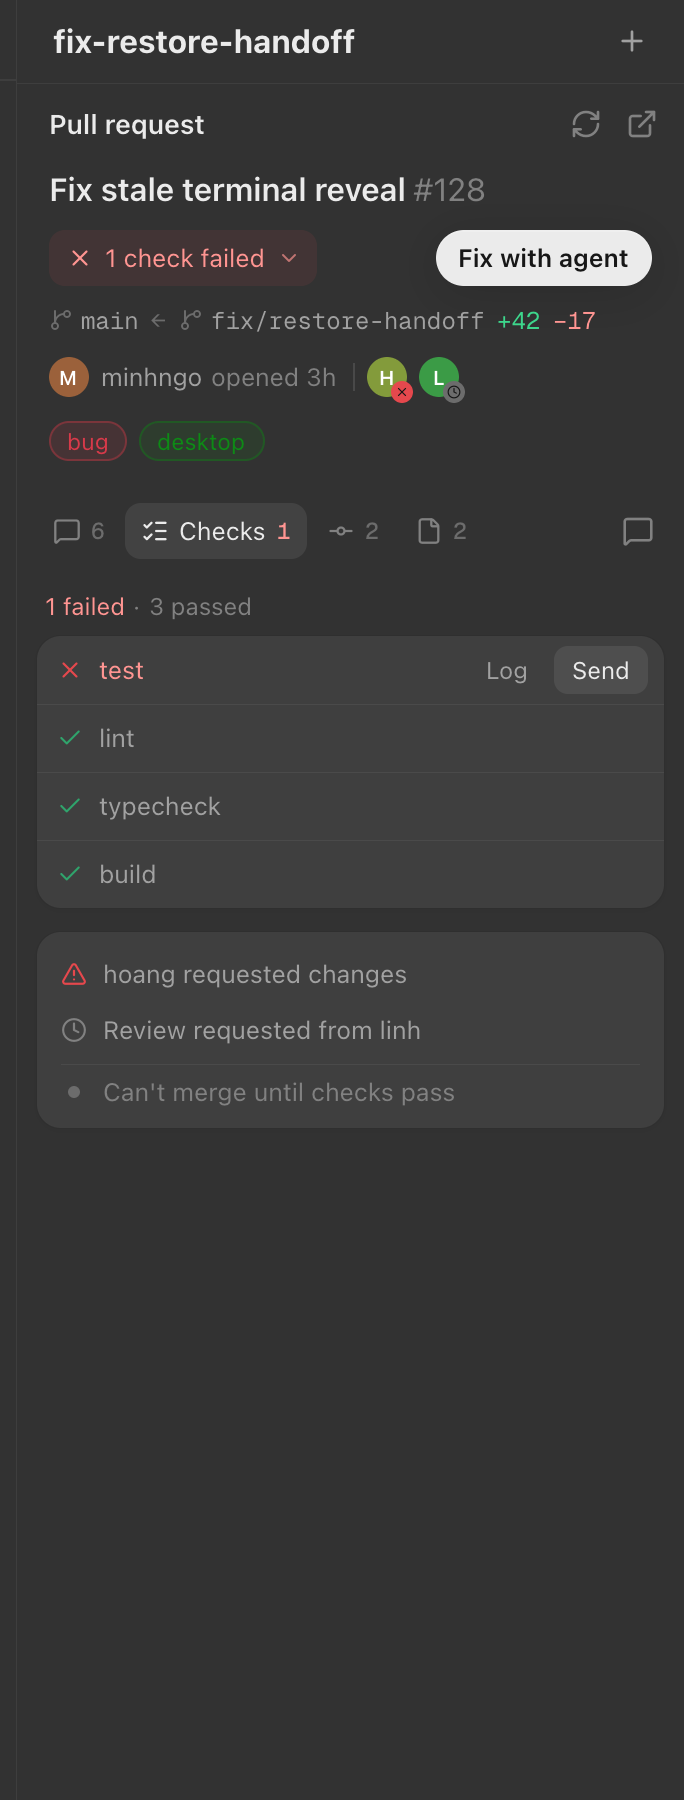 fix-restore-handoff
Pull request
Fix stale terminal reveal #128
1 check failed
Fix with agent
main ← fix/restore-handoff +42 −17
M minhngo opened 3h H L
bug desktop
6 Checks 1 2 2
1 failed · 3 passed
test Log Send
lint
typecheck
build
hoang requested changes
Review requested from linh
Can't merge until checks pass